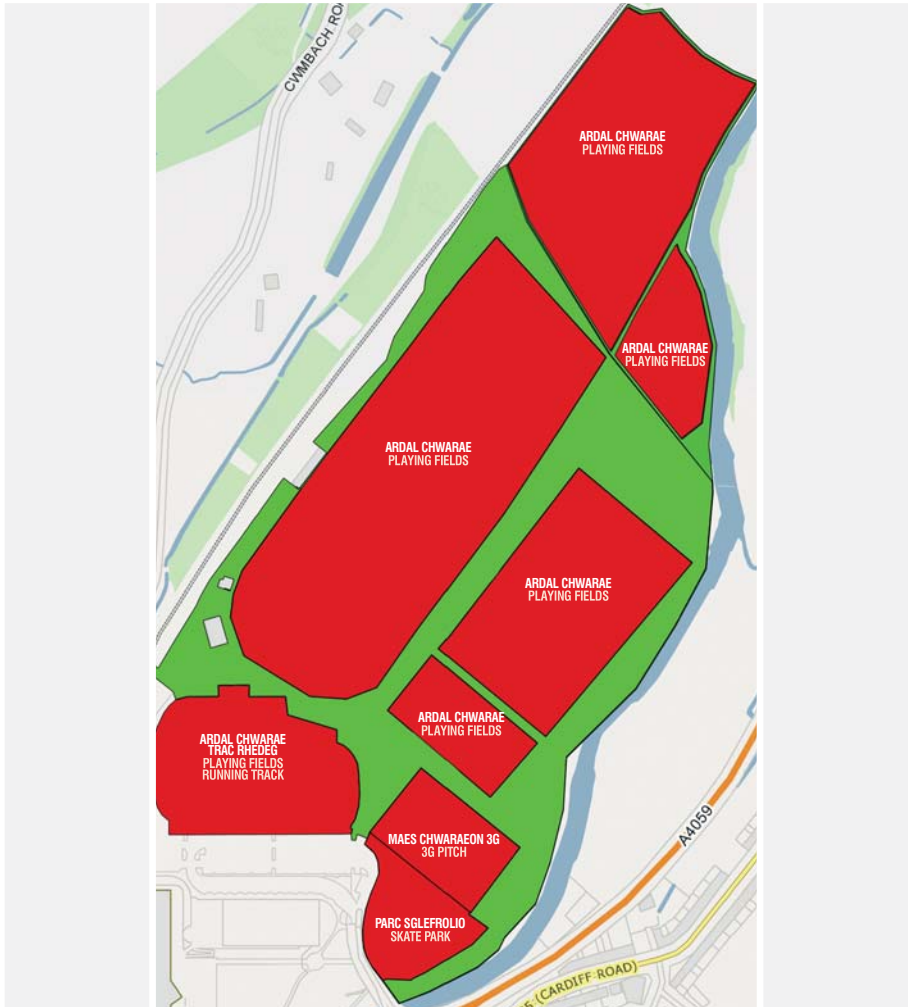 CWMBACH
ARDAL CHWARAE
PLAYING FIELDS
ARDAL CHWARAE
PLAYING FIELDS
ARDAL CHWARAE
PLAYING FIELDS
ARDAL CHWARAE
PLAYING FIELDS
ARDAL CHWARAE
PLAYING FIELDS
ARDAL CHWARAE
TRAC RHEDEG
PLAYING FIELDS
RUNNING TRACK
A4059
MAES CHWARAEON 3G
3G PITCH
PARC SGLEFROLIO
SKATE PARK
(CARDIFF ROAD)